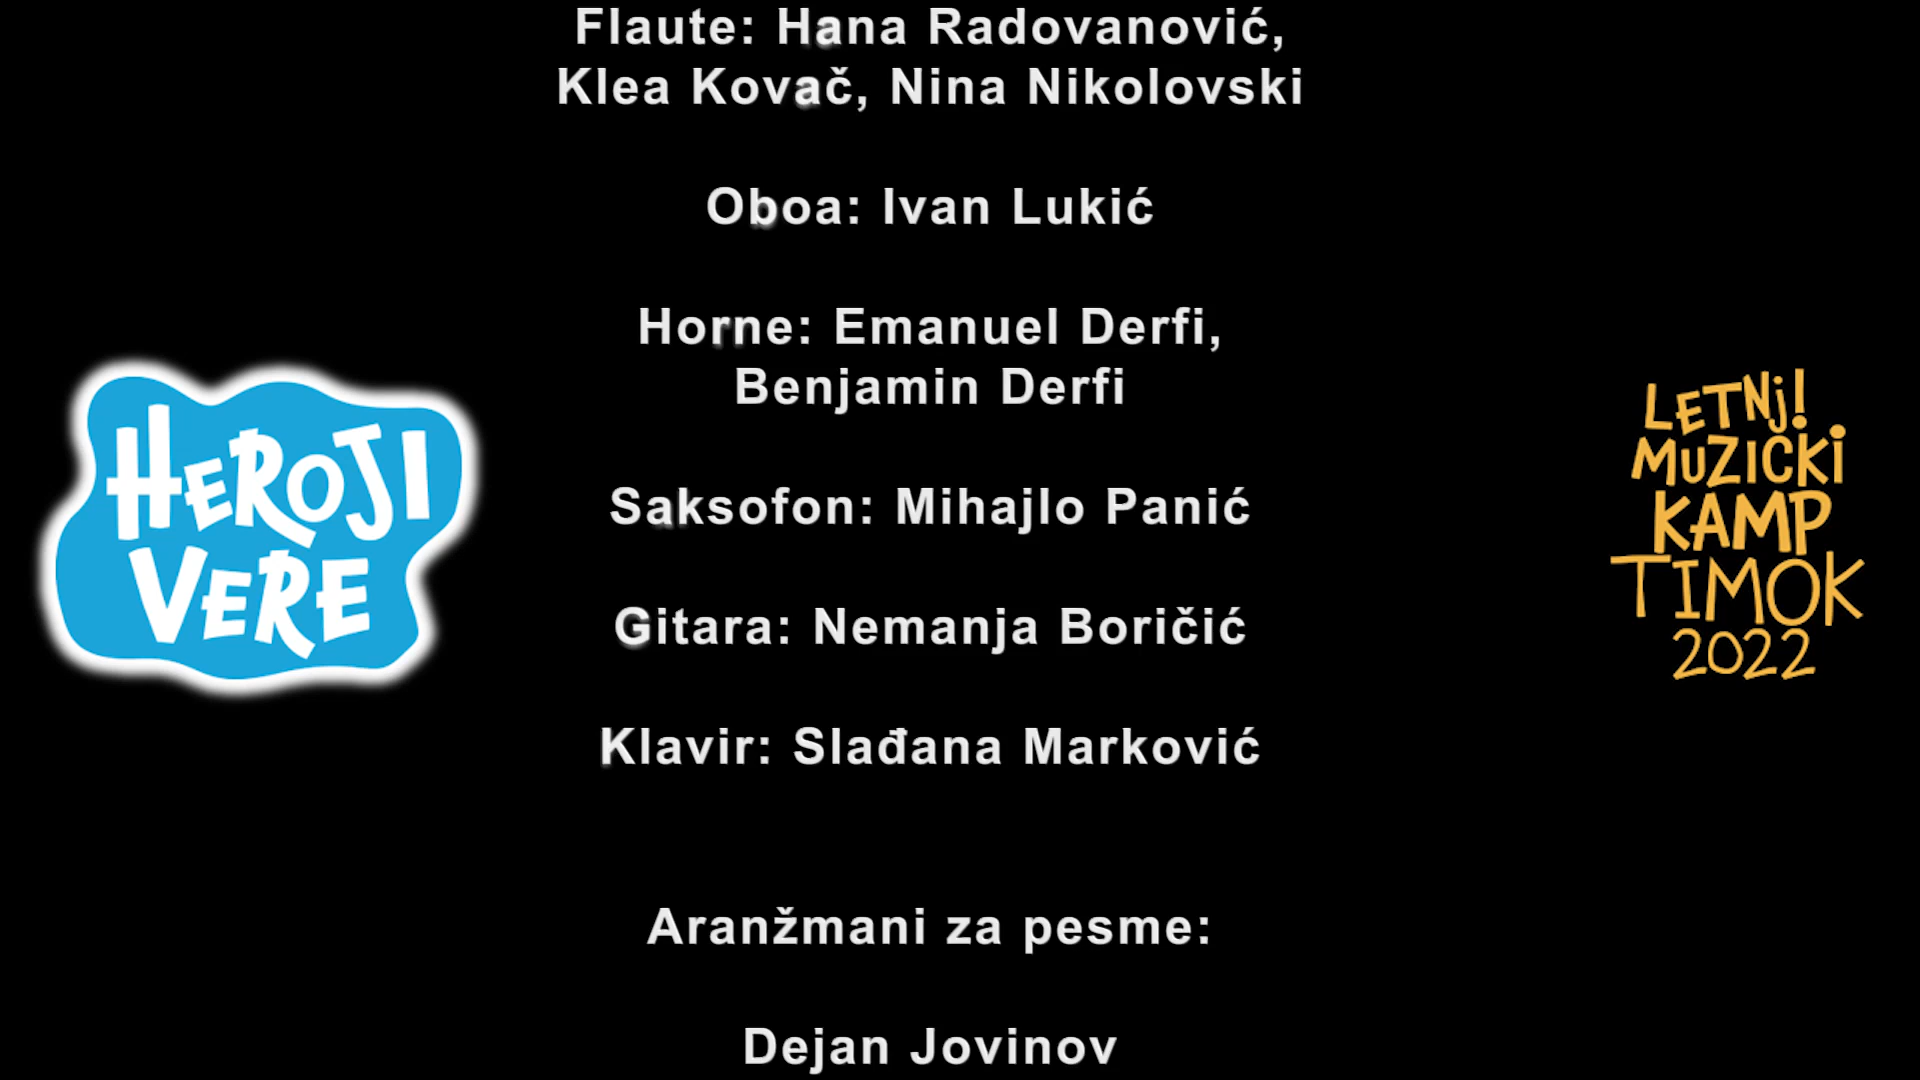 Flaute: Hana Radovanović,
Klea Kovač, Nina Nikolovski
Oboa: Ivan Lukić
Horne: Emanuel Derfi,
Benjamin Derfi
Saksofon: Mihajlo Panić
Gitara: Nemanja Boričić
Klavir: Slađana Marković
Aranžmani za pesme:
Dejan Jovinov
HEROJI
VERE
LETNJI
MUZIČKI
KAMP
TIMOK
2022